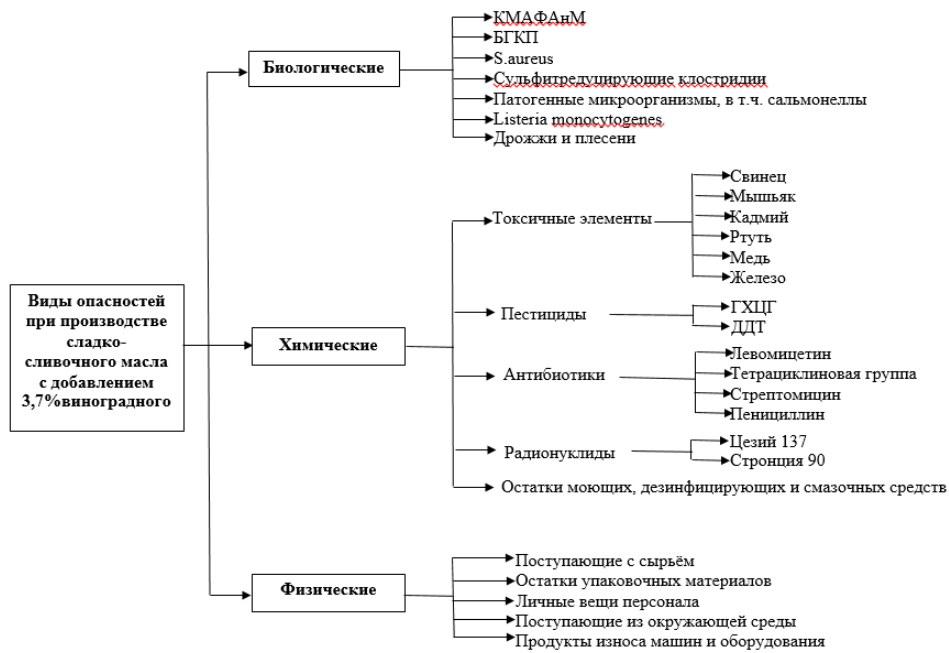 Виды опасностей
при производстве
сладко-
сливочного масла
с добавлением
3,7%виноградного
Биологические
КМАФАнМ
БГКП
S.aureus
Сульфитредуцирующие клостридии
Патогенные микроорганизмы, в т.ч. сальмонеллы
Listeria monocytogenes
Дрожжи и плесени
Химические
Токсичные элементы
Свинец
Мышьяк
Кадмий
Ртуть
Медь
Железо
Пестициды
ГХЦГ
ДДТ
Антибиотики
Левомицетин
Тетрациклиновая группа
Стрептомицин
Пенициллин
Радионуклиды
Цезий 137
Стронция 90
Остатки моющих, дезинфицирующих и смазочных средств
Физические
Поступающие с сырьём
Остатки упаковочных материалов
Личные вещи персонала
Поступающие из окружающей среды
Продукты износа машин и оборудования